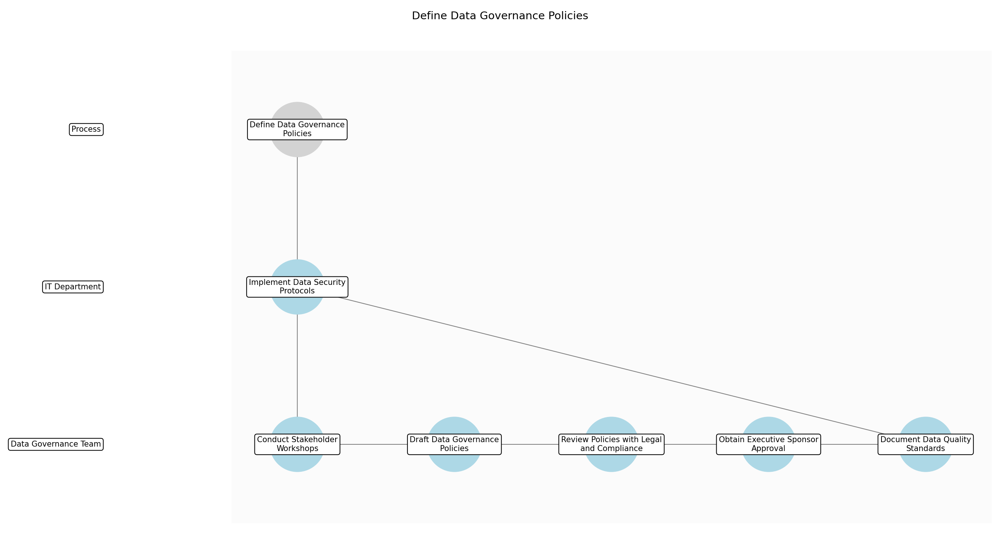 Define Data Governance Policies
Process
Define Data Governance
Policies
IT Department
Implement Data Security
Protocols
Data Governance Team
Conduct Stakeholder
Workshops
Draft Data Governance
Policies
Review Policies with Legal
and Compliance
Obtain Executive Sponsor
Approval
Document Data Quality
Standards